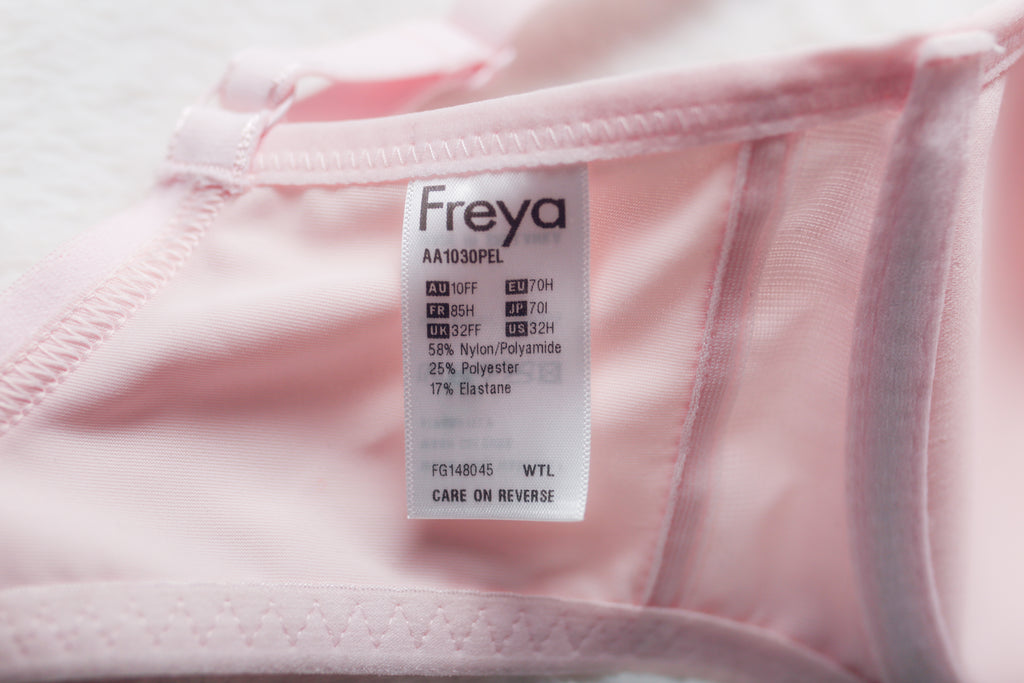 Freya
AA1030PEL
AU 10FF EU 70H
FR 85H JP 70I
UK 32FF US 32H
58% Nylon/Polyamide
25% Polyester
17% Elastane
FG148045 WTL
CARE ON REVERSE